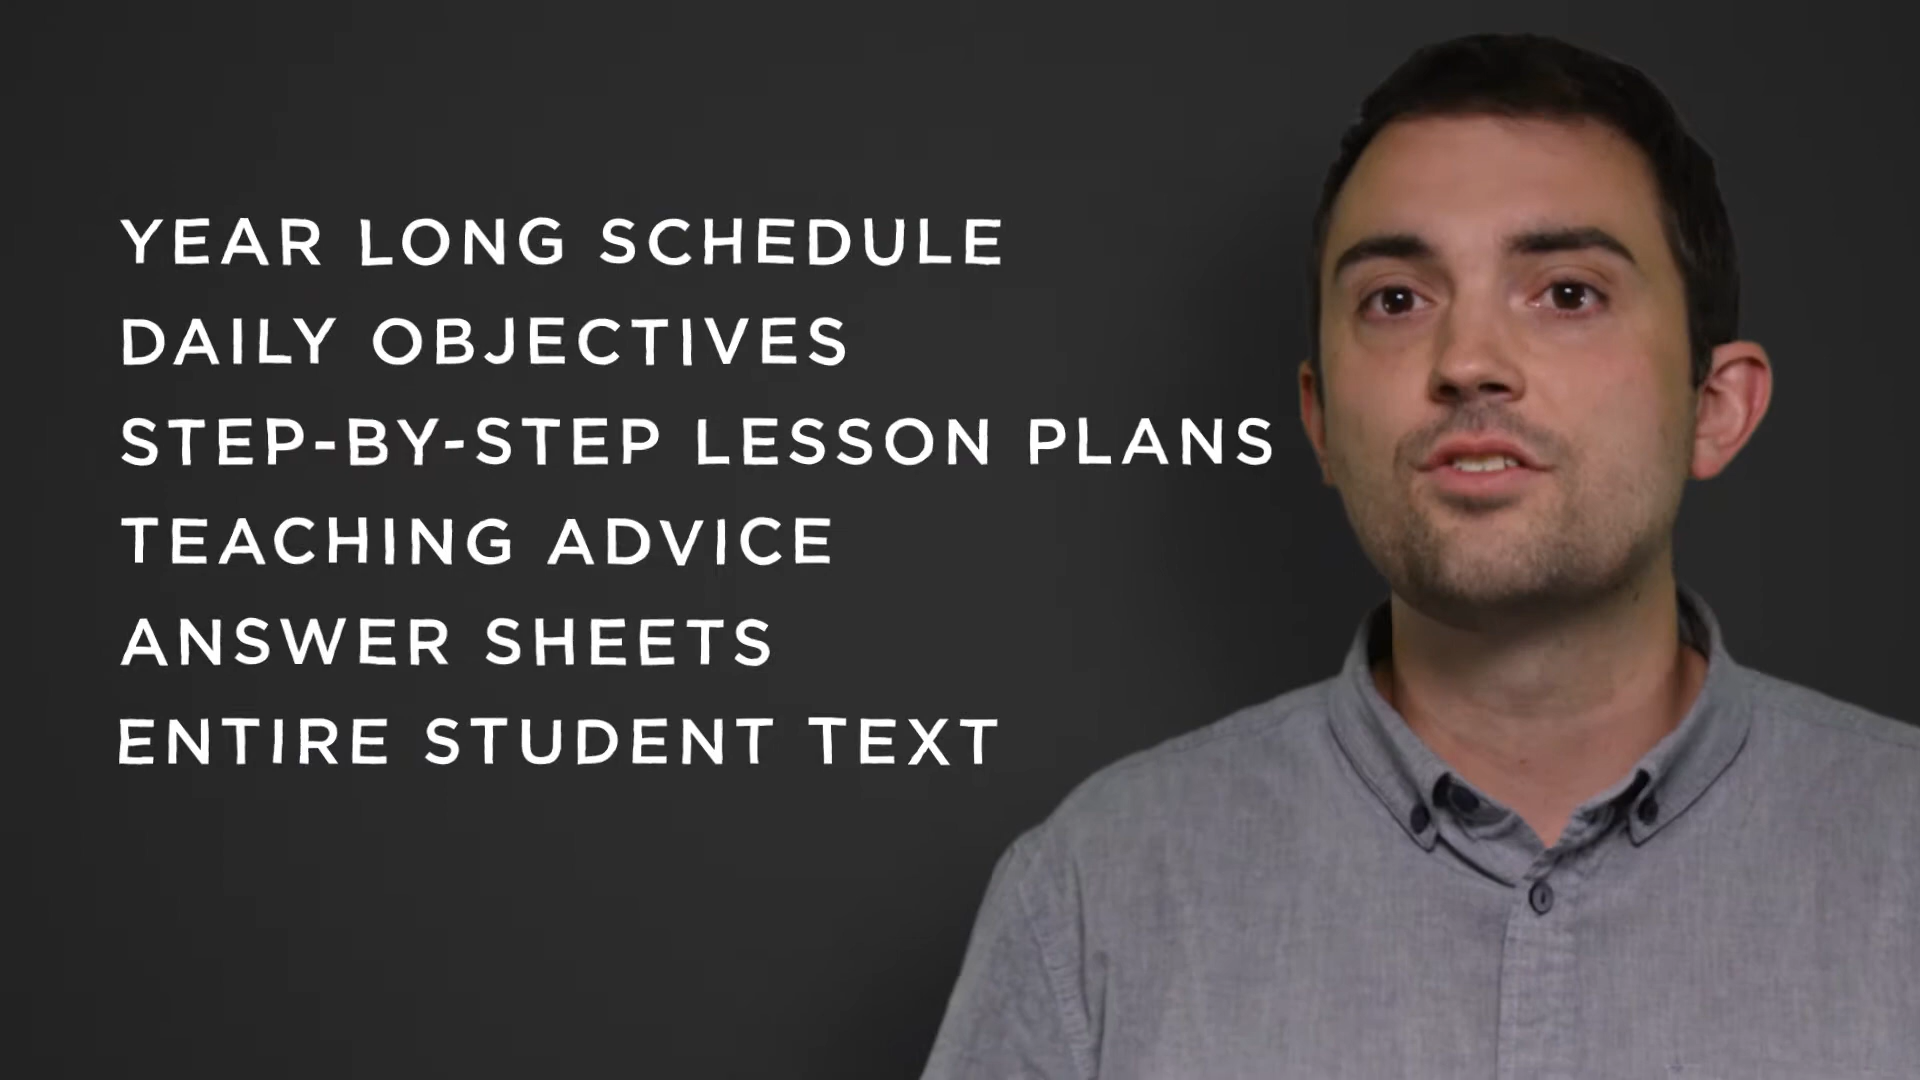 YEAR LONG SCHEDULE
DAILY OBJECTIVES
STEP-BY-STEP LESSON PLANS
TEACHING ADVICE
ANSWER SHEETS
ENTIRE STUDENT TEXT